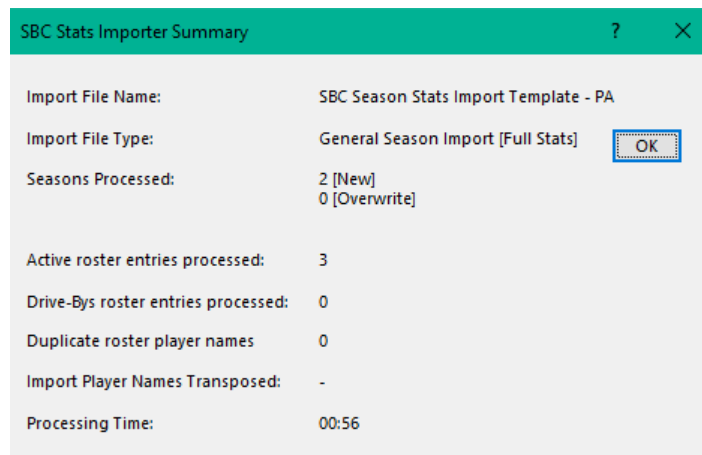 SBC Stats Importer Summary ? ×
Import File Name: SBC Season Stats Import Template - PA
Import File Type: General Season Import [Full Stats] OK
Seasons Processed: 2 [New]
0 [Overwrite]
Active roster entries processed: 3
Drive-Bys roster entries processed: 0
Duplicate roster player names 0
Import Player Names Transposed: -
Processing Time: 00:56